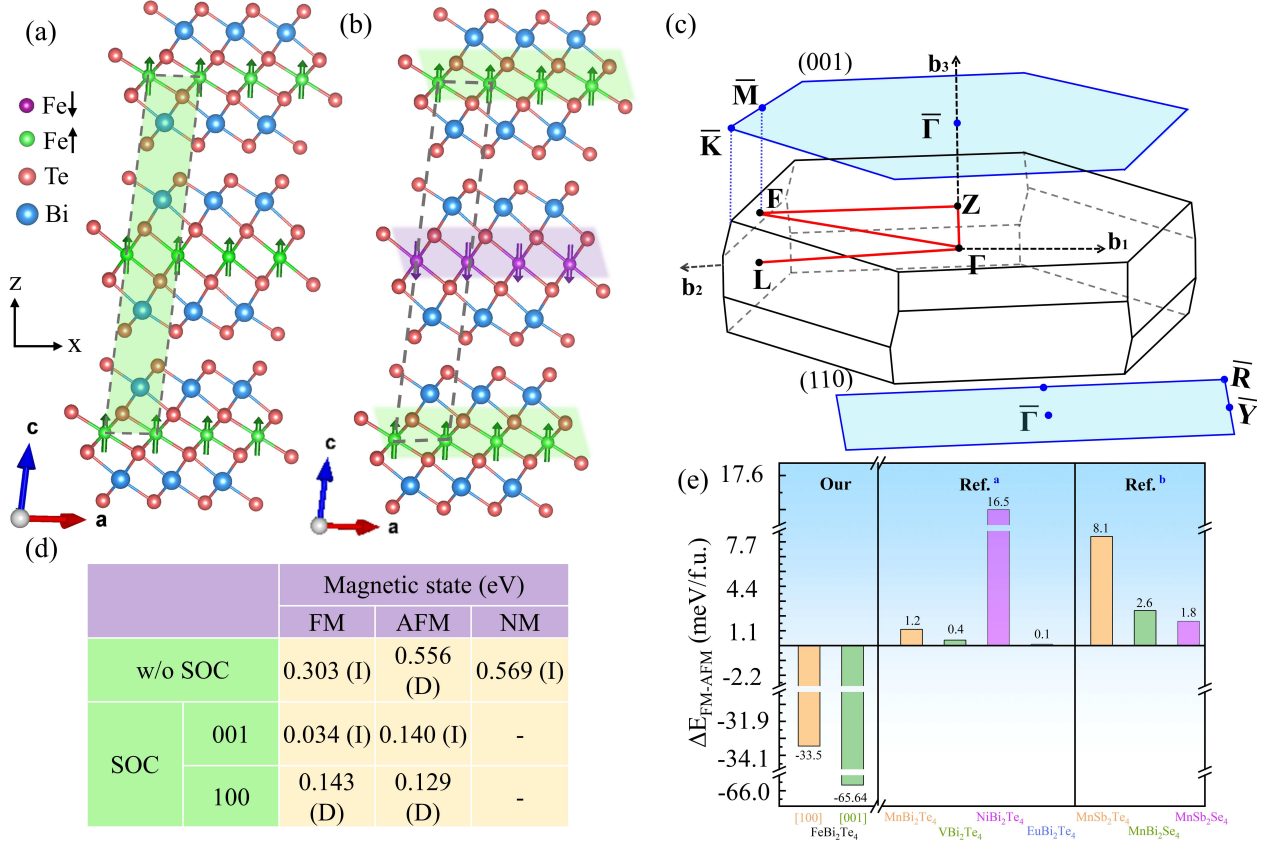 (a)
Fe↓
Fe↑
Te
Bi
z
x
c
a
(b)
c
a
(c)
(001)
b₃
M̅
K̅
Γ̅
F
Z
b₁
Γ
L
b₂
(110)
R̅
Γ̅
Y̅
(d)
Magnetic state (eV)
FM AFM NM
w/o SOC 0.303 (I) 0.556 (D) 0.569 (I)
SOC 001 0.034 (I) 0.140 (I) -
100 0.143 (D) 0.129 (D) -
(e)
ΔE_FM-AFM (meV/f.u.)
17.6
7.7
4.4
1.1
-2.2
-31.9
-34.1
-66.0
Our Ref. ᵃ Ref. ᵇ
16.5
8.1
1.2
0.4
0.1
2.6
1.8
-33.5
-65.64
[100] [001] MnBi₂Te₄ NiBi₂Te₄ MnSb₂Te₄ MnSb₂Se₄
FeBi₂Te₄ VBi₂Te₄ EuBi₂Te₄ MnBi₂Se₄